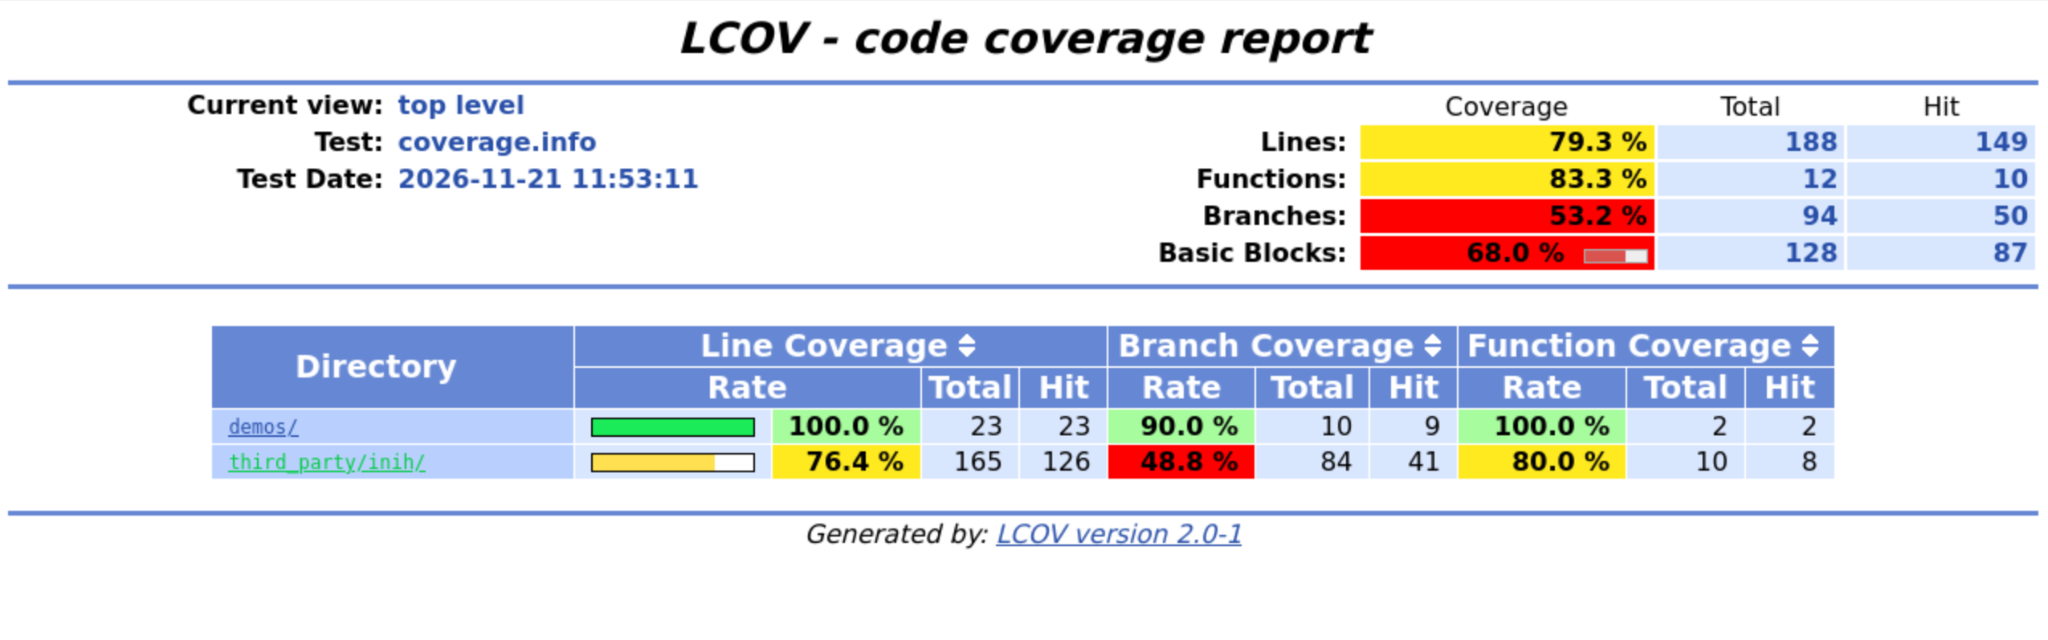 LCOV - code coverage report
Current view: top level
Test: coverage.info
Test Date: 2026-11-21 11:53:11
Coverage Total Hit
Lines: 79.3 % 188 149
Functions: 83.3 % 12 10
Branches: 53.2 % 94 50
Basic Blocks: 68.0 % 128 87
Directory Line Coverage Branch Coverage Function Coverage
Rate Total Hit Rate Total Hit Rate Total Hit
demos/ 100.0 % 23 23 90.0 % 10 9 100.0 % 2 2
third_party/inih/ 76.4 % 165 126 48.8 % 84 41 80.0 % 10 8
Generated by: LCOV version 2.0-1